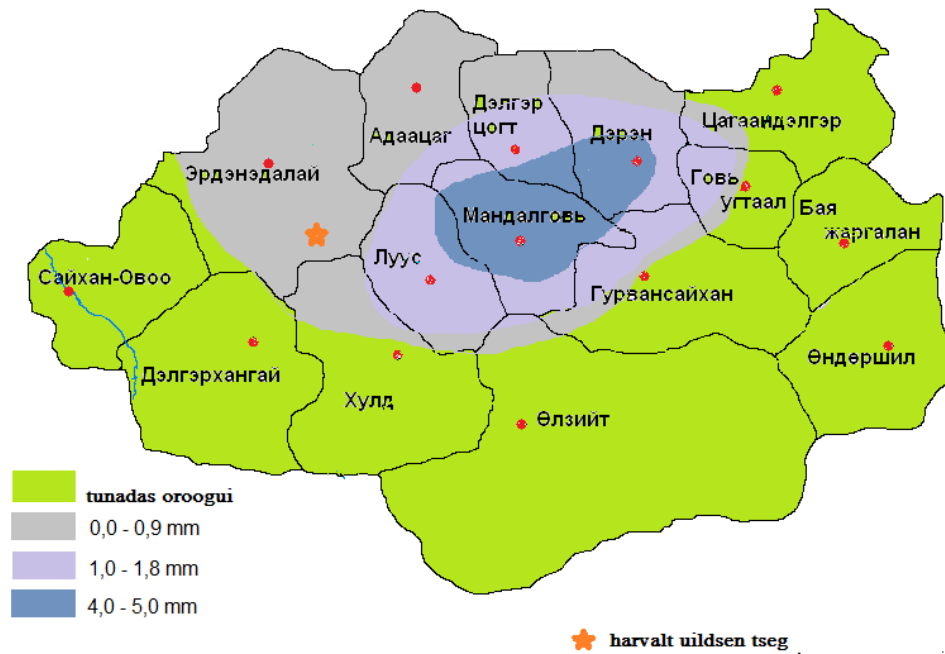 Дэлгэр
цогт
Адаацаг
Дэрэн
Цагаандэлгэр
Эрдэнэдалай
Говь
угтаал
Мандалговь
Бая
жаргалан
Луус
Сайхан-Овоо
Гурвансайхан
Өндөршил
Дэлгэрхангай
Хулд
Өлзийт
tunadas oroogui
0,0 - 0,9 mm
1,0 - 1,8 mm
4,0 - 5,0 mm
harvalt uildsen tseg